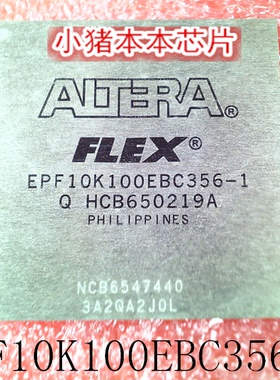 小猪本本芯片
ALTERA®
FLEX®
EPF10K100EBC356-1
Q HCB650219A
PHILIPPINES
NCB6547440
3A2QA2J0L
F10K100EBC356